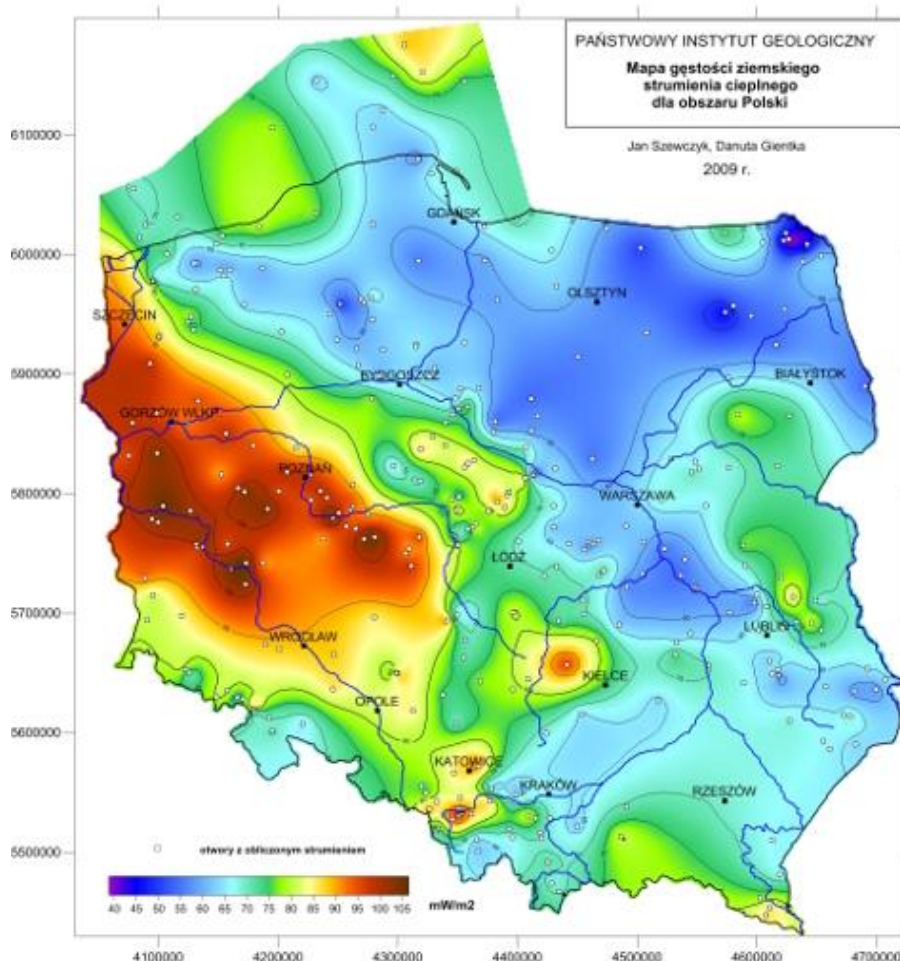 PAŃSTWOWY INSTYTUT GEOLOGICZNY
Mapa gęstości ziemskiego
strumienia cieplnego
dla obszaru Polski
Jan Szewczyk, Danuta Gientka
2009 r.
6100000
GDAŃSK
6000000
OLSZTYN
SZCZECIN
BYDGOSZCZ
BIAŁYSTOK
5900000
GORZÓW WLKP.
POZNAŃ
5800000
WARSZAWA
ŁÓDŹ
5700000
LUBLIN
WROCŁAW
KIELCE
OPOLE
5600000
KATOWICE
KRAKÓW
RZESZÓW
5500000
otwory z obliczonym strumieniem
40 45 50 55 60 65 70 75 80 85 90 95 100 105
mW/m2
4100000 4200000 4300000 4400000 4500000 4600000 4700000